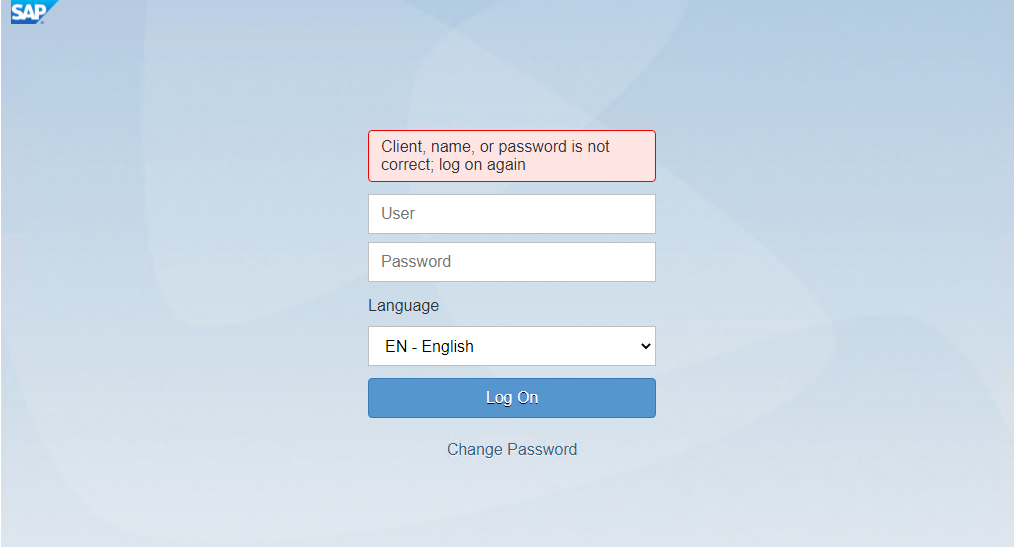 SAP
Client, name, or password is not
correct; log on again
User
Password
Language
EN - English
Log On
Change Password